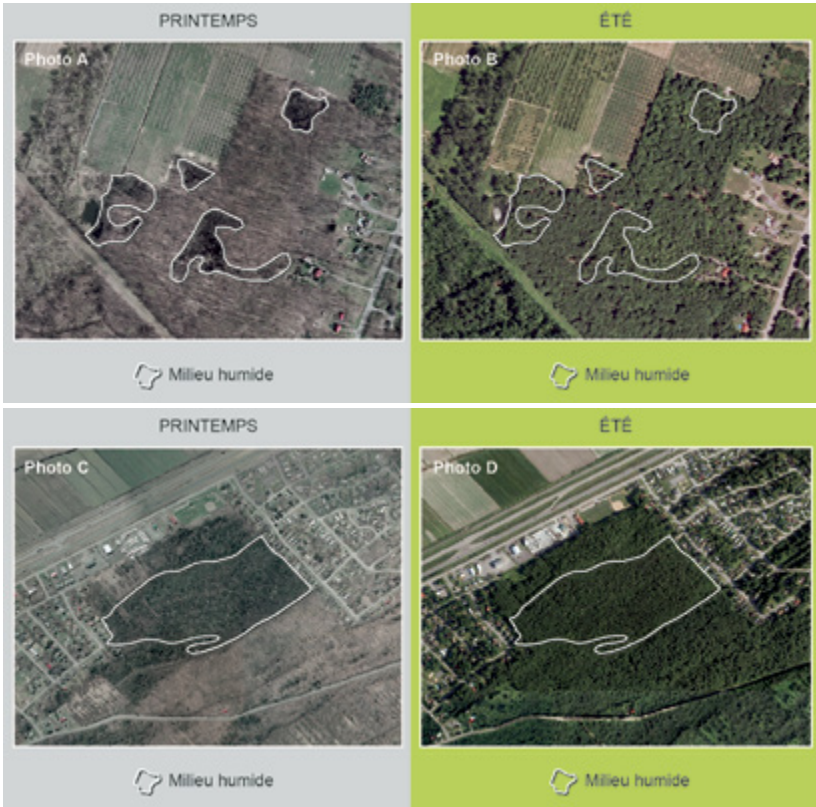 PRINTEMPS
ÉTÉ
Photo A
Photo B
Milieu humide
Milieu humide
PRINTEMPS
ÉTÉ
Photo C
Photo D
Milieu humide
Milieu humide